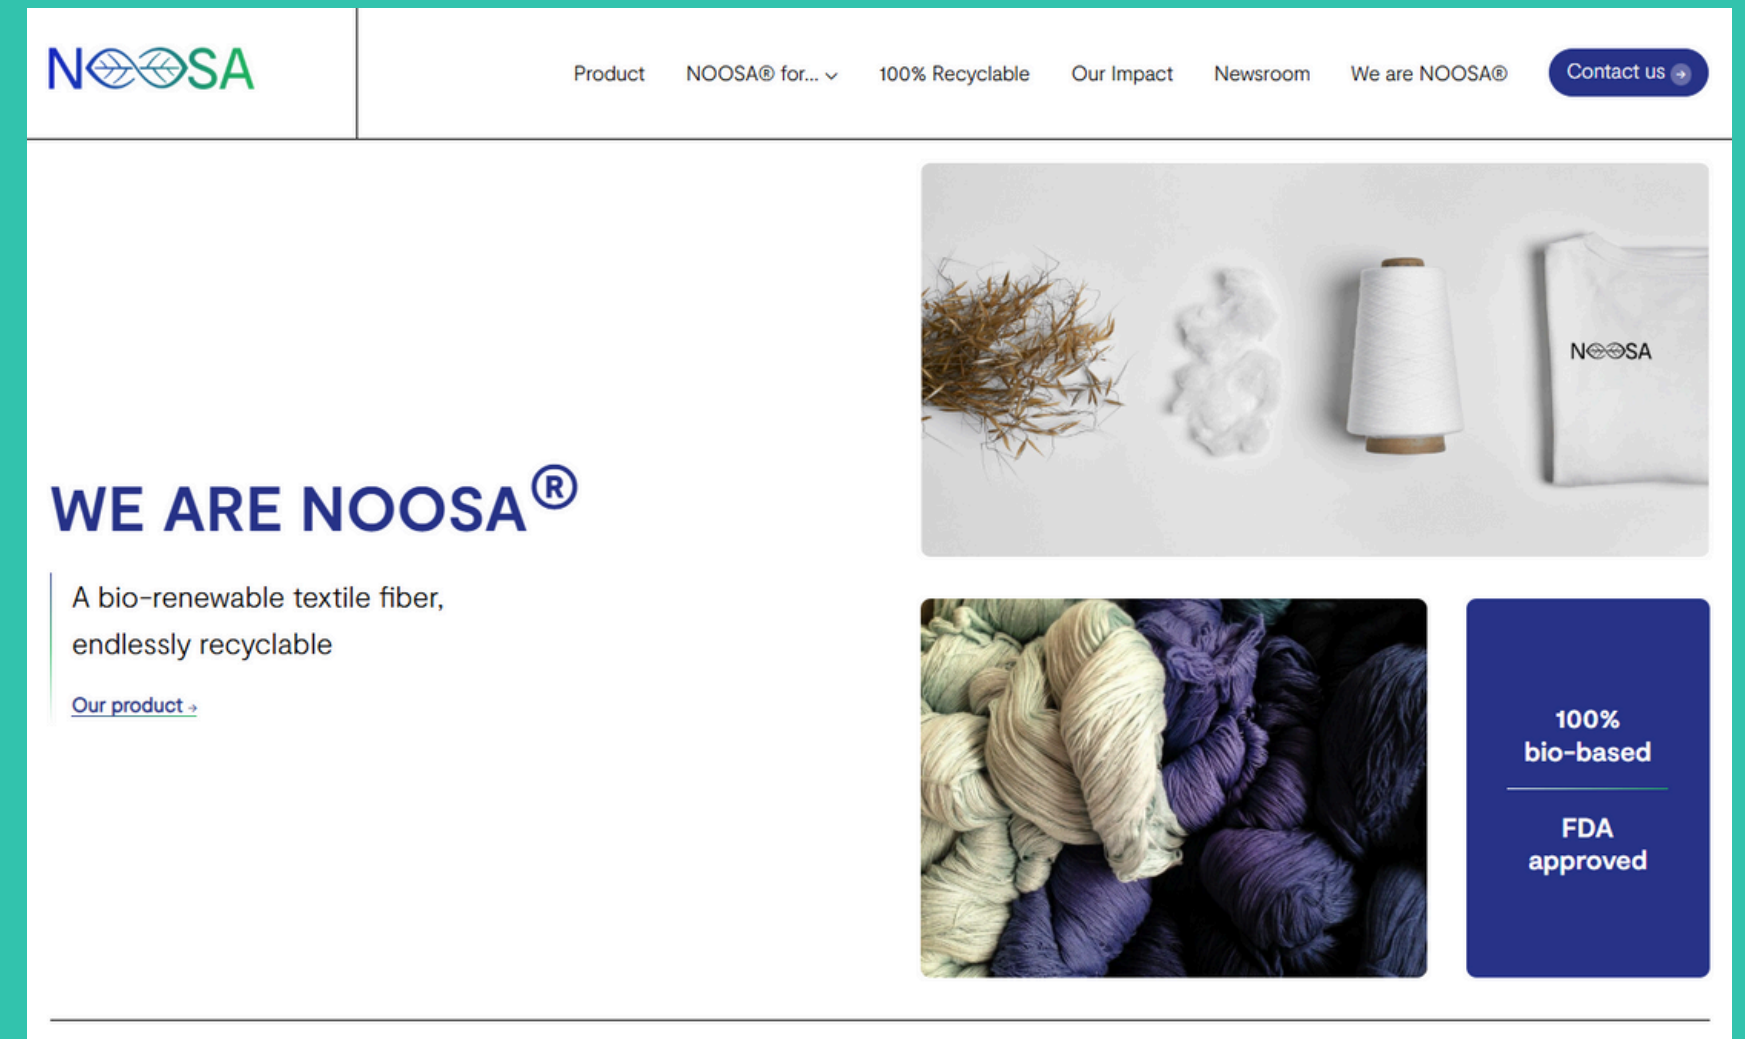 NOOSA
Product
NOOSA® for...
100% Recyclable
Our Impact
Newsroom
We are NOOSA®
Contact us
NOOSA
WE ARE NOOSA®
A bio-renewable textile fiber,
endlessly recyclable
Our product
100%
bio-based
FDA
approved